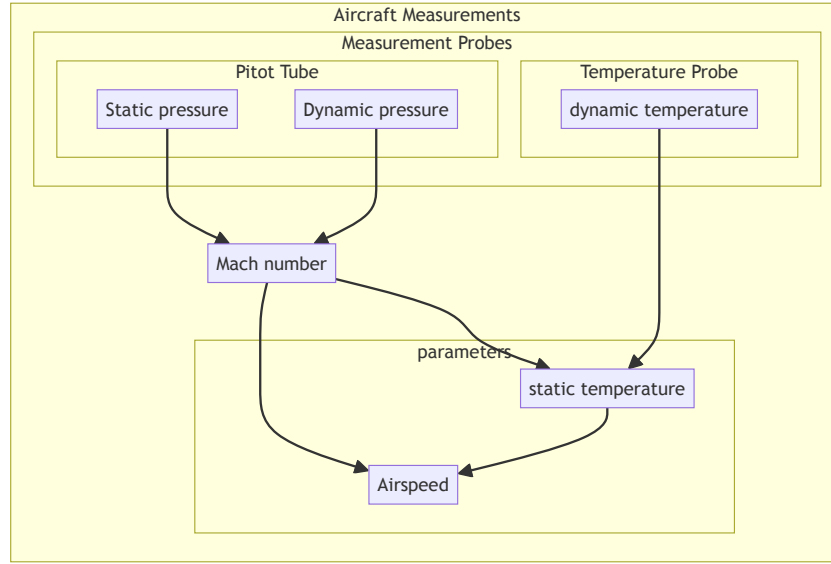 Aircraft Measurements
Measurement Probes
Pitot Tube
Temperature Probe
Static pressure
Dynamic pressure
dynamic temperature
Mach number
parameters
static temperature
Airspeed